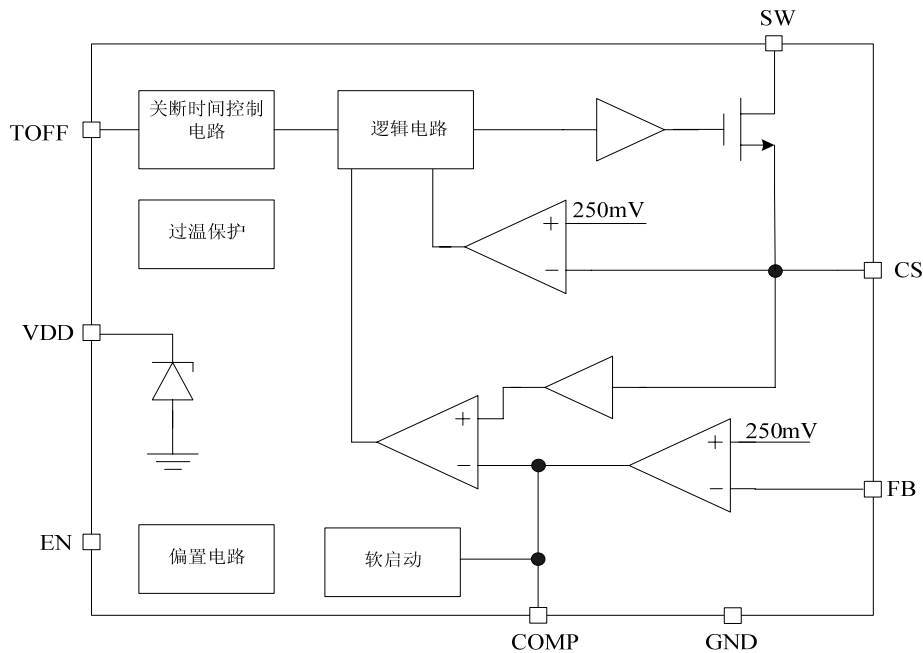 SW
关断时间控制
电路
逻辑电路
TOFF
过温保护
250mV
+
−
CS
VDD
+
−
250mV
+
−
FB
EN
偏置电路
软启动
COMP
GND